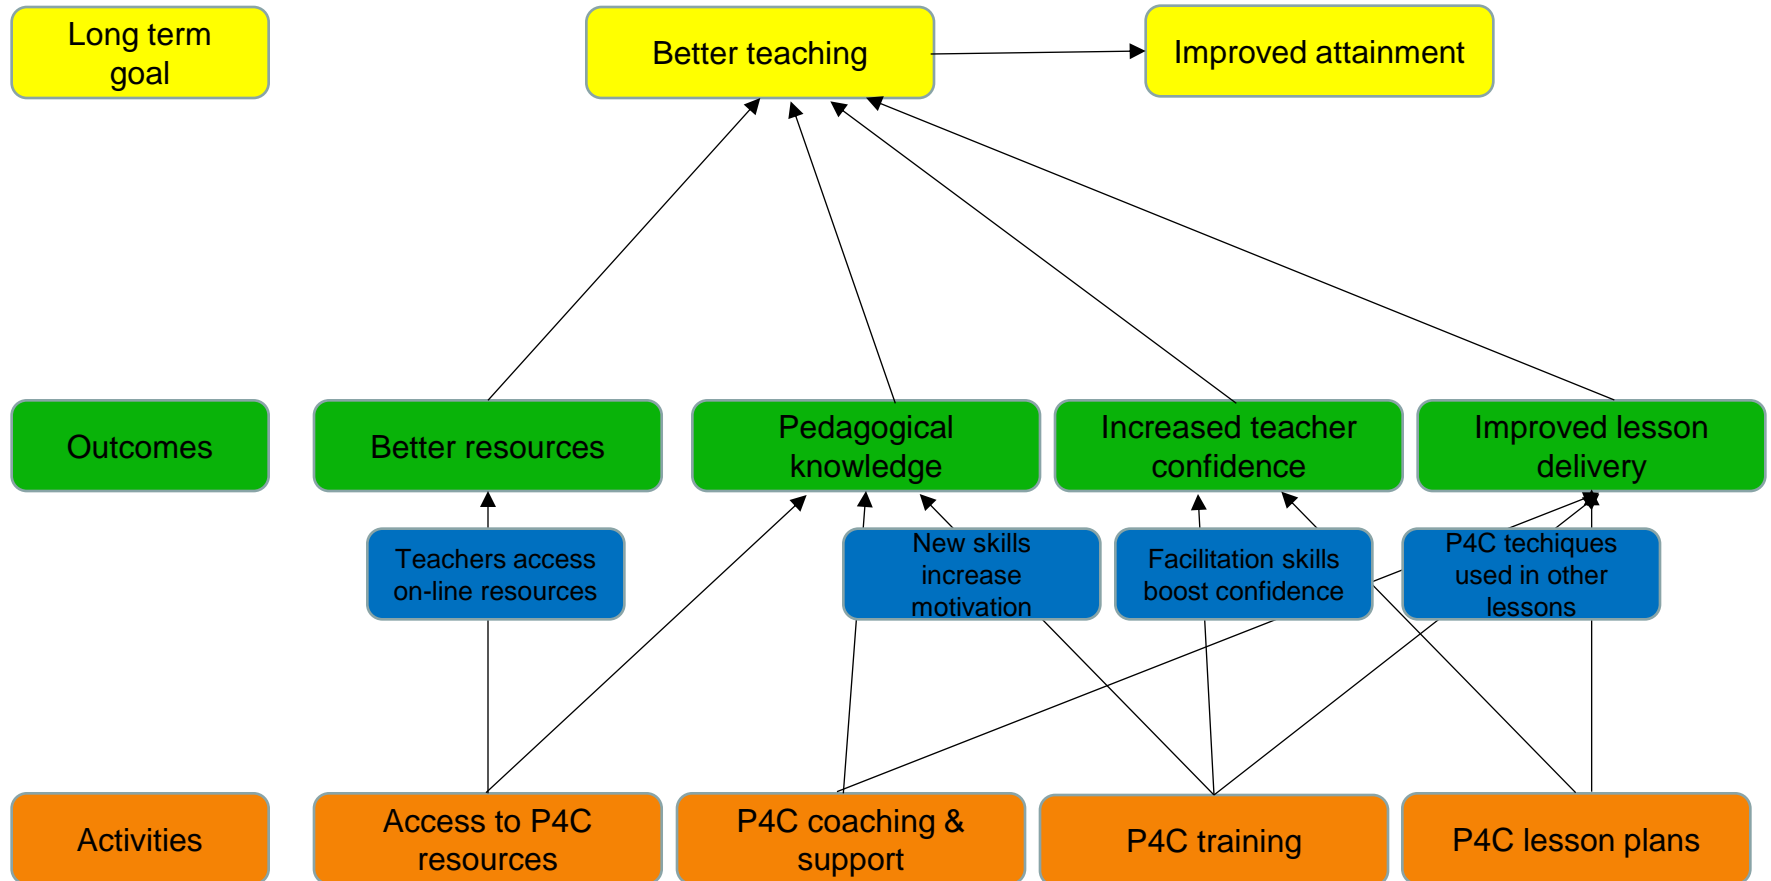 Long term
goal
Better teaching
Improved attainment
Outcomes
Better resources
Pedagogical
knowledge
Increased teacher
confidence
Improved lesson
delivery
Teachers access
on-line resources
New skills
increase
motivation
Facilitation skills
boost confidence
P4C techiques
used in other
lessons
Activities
Access to P4C
resources
P4C coaching &
support
P4C training
P4C lesson plans